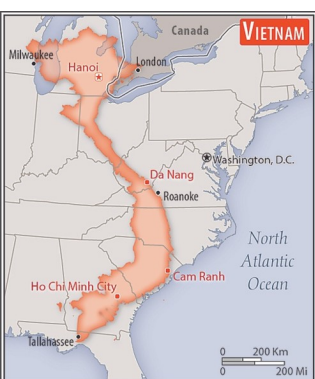 Canada
VIETNAM
Milwaukee
Hanoi
London
Washington, D.C.
Da Nang
Roanoke
North
Atlantic
Ocean
Cam Ranh
Ho Chi Minh City
Tallahassee
0 200 Km
0 200 Mi